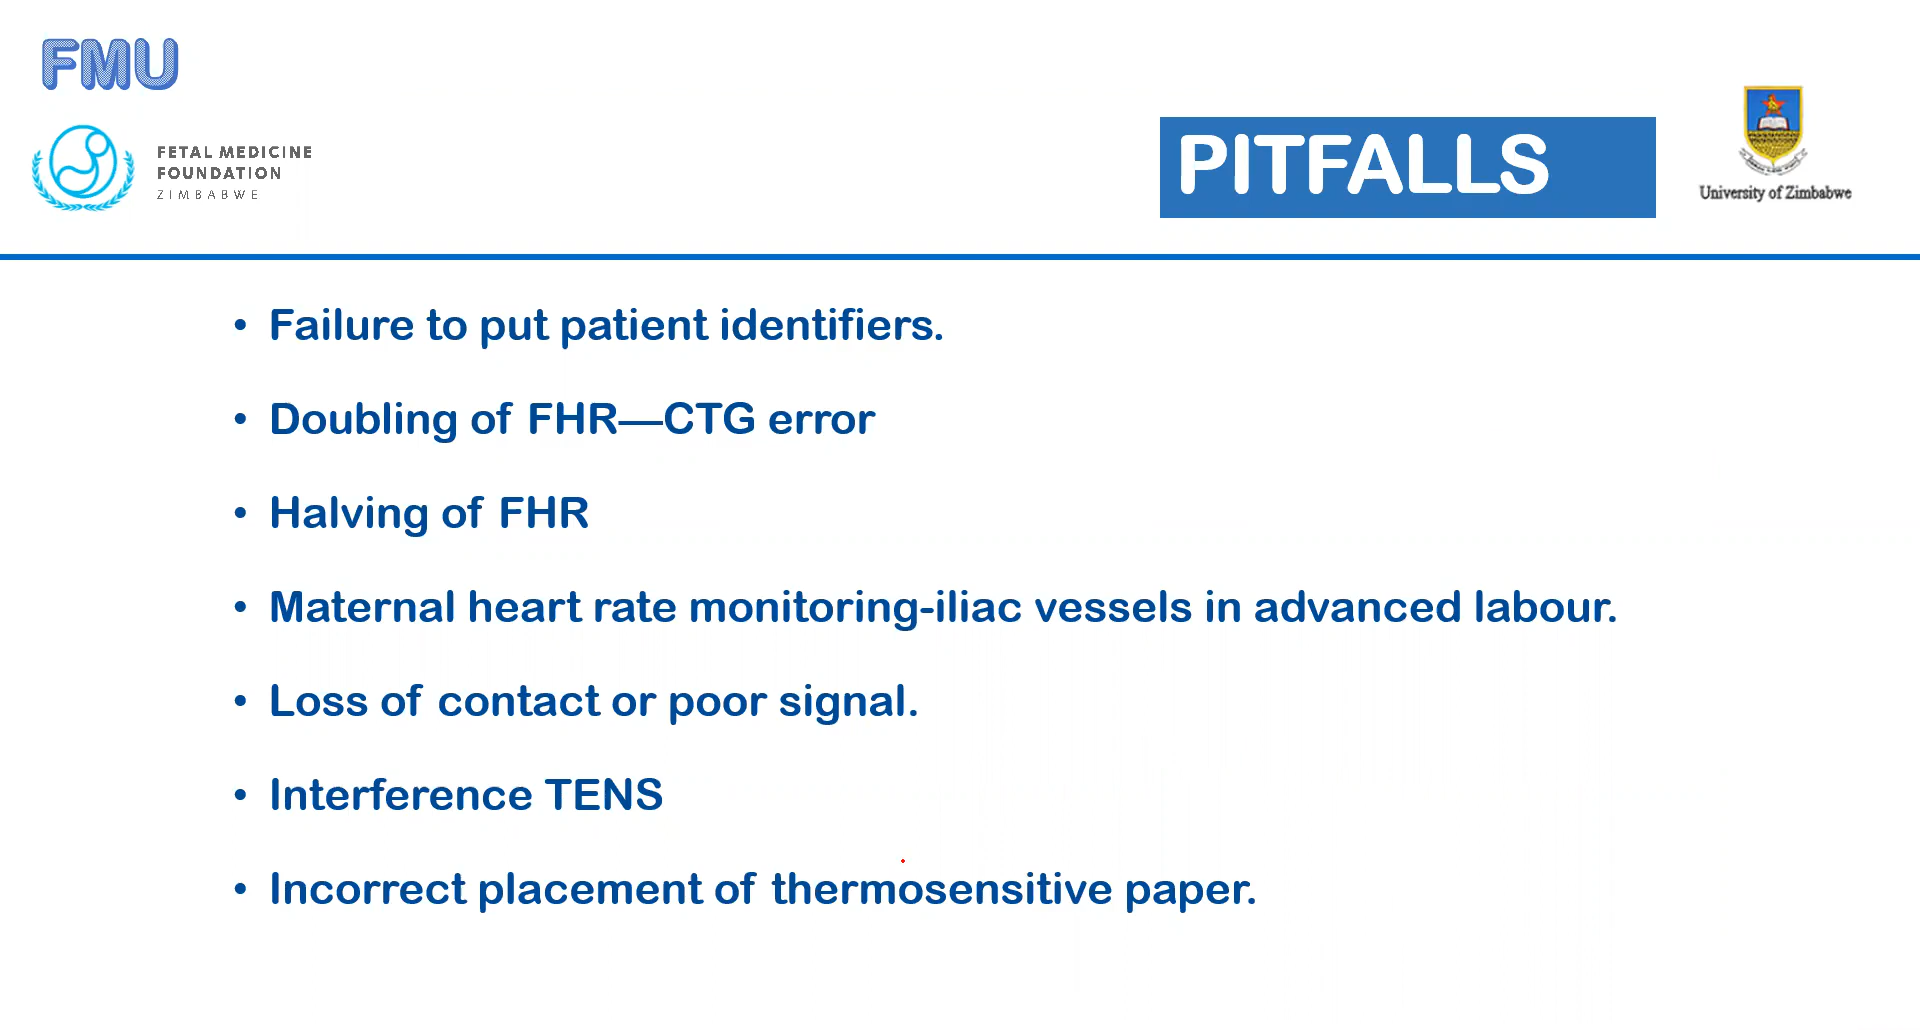 FMU
FETAL MEDICINE
FOUNDATION
ZIMBABWE
PITFALLS
University of Zimbabwe
• Failure to put patient identifiers.
• Doubling of FHR—CTG error
• Halving of FHR
• Maternal heart rate monitoring-iliac vessels in advanced labour.
• Loss of contact or poor signal.
• Interference TENS
• Incorrect placement of thermosensitive paper.